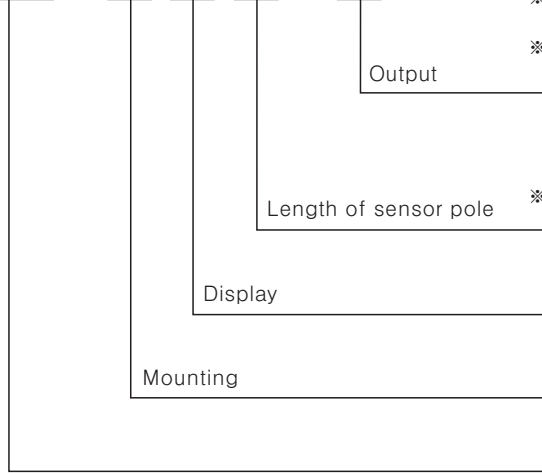 ※
※
Output
※
Length of sensor pole
Display
Mounting